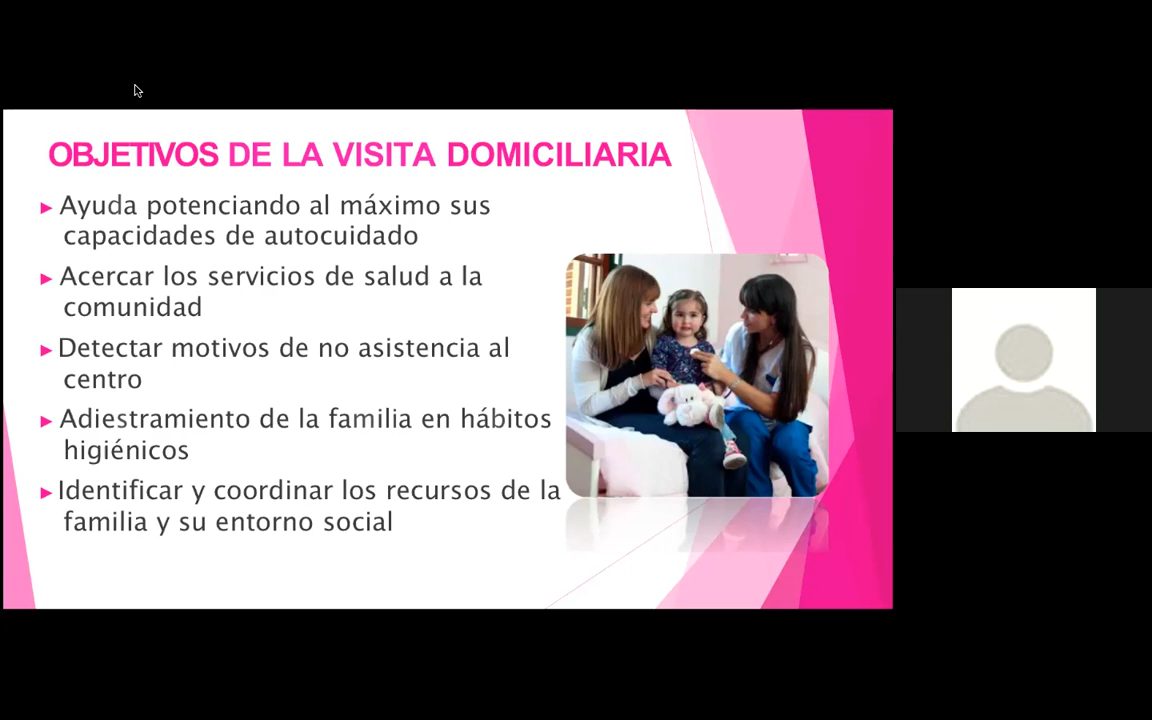 OBJETIVOS DE LA VISITA DOMICILIARIA
Ayuda potenciando al máximo sus
capacidades de autocuidado
Acercar los servicios de salud a la
comunidad
Detectar motivos de no asistencia al
centro
Adiestramiento de la familia en hábitos
higiénicos
Identificar y coordinar los recursos de la
familia y su entorno social